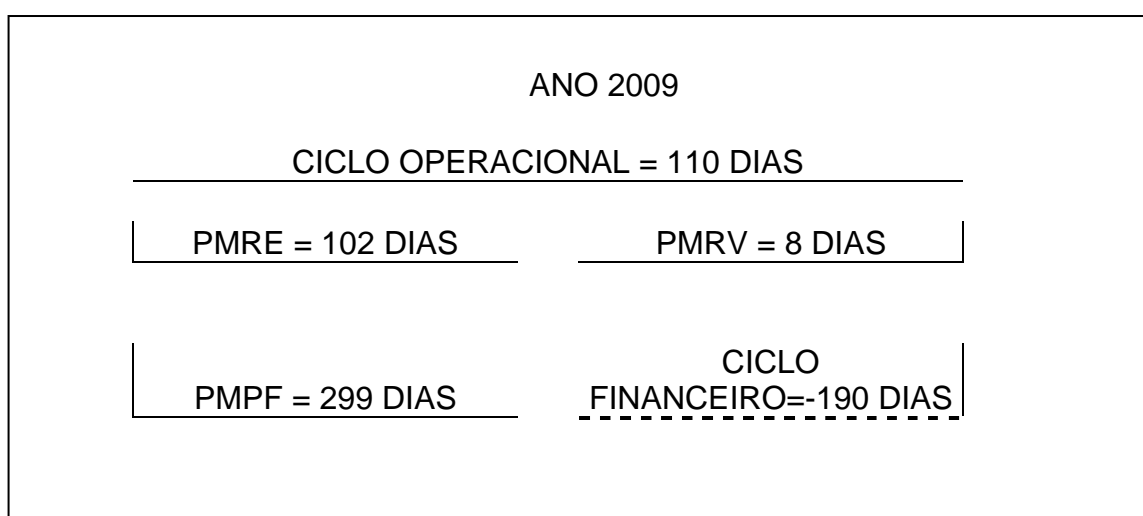 ANO 2009
CICLO OPERACIONAL = 110 DIAS
PMRE = 102 DIAS
PMRV = 8 DIAS
PMPF = 299 DIAS
CICLO
FINANCEIRO=-190 DIAS